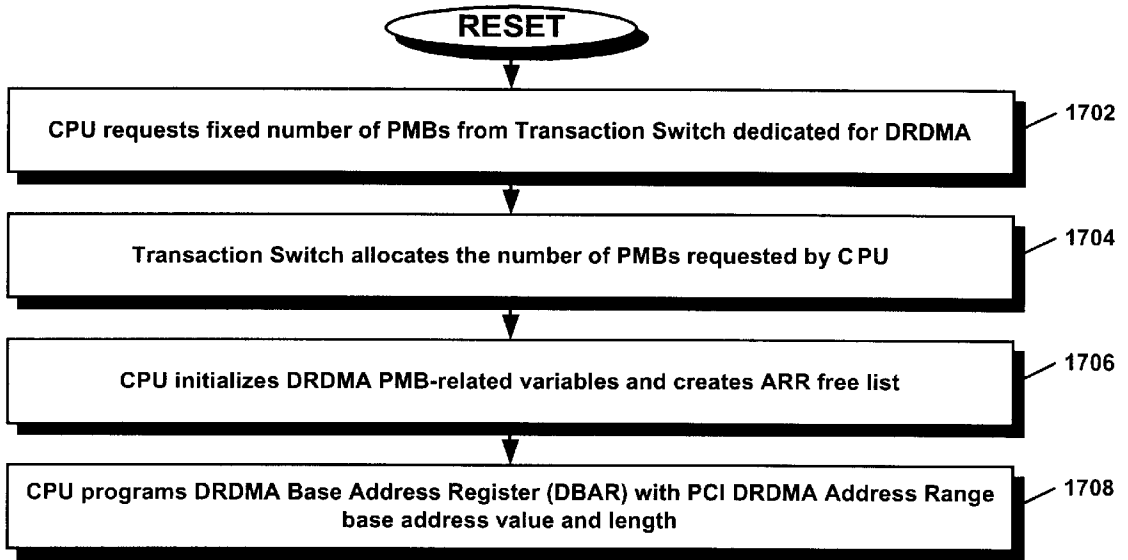 RESET
CPU requests fixed number of PMBs from Transaction Switch dedicated for DRDMA
1702
Transaction Switch allocates the number of PMBs requested by CPU
1704
CPU initializes DRDMA PMB-related variables and creates ARR free list
1706
CPU programs DRDMA Base Address Register (DBAR) with PCI DRDMA Address Range
base address value and length
1708